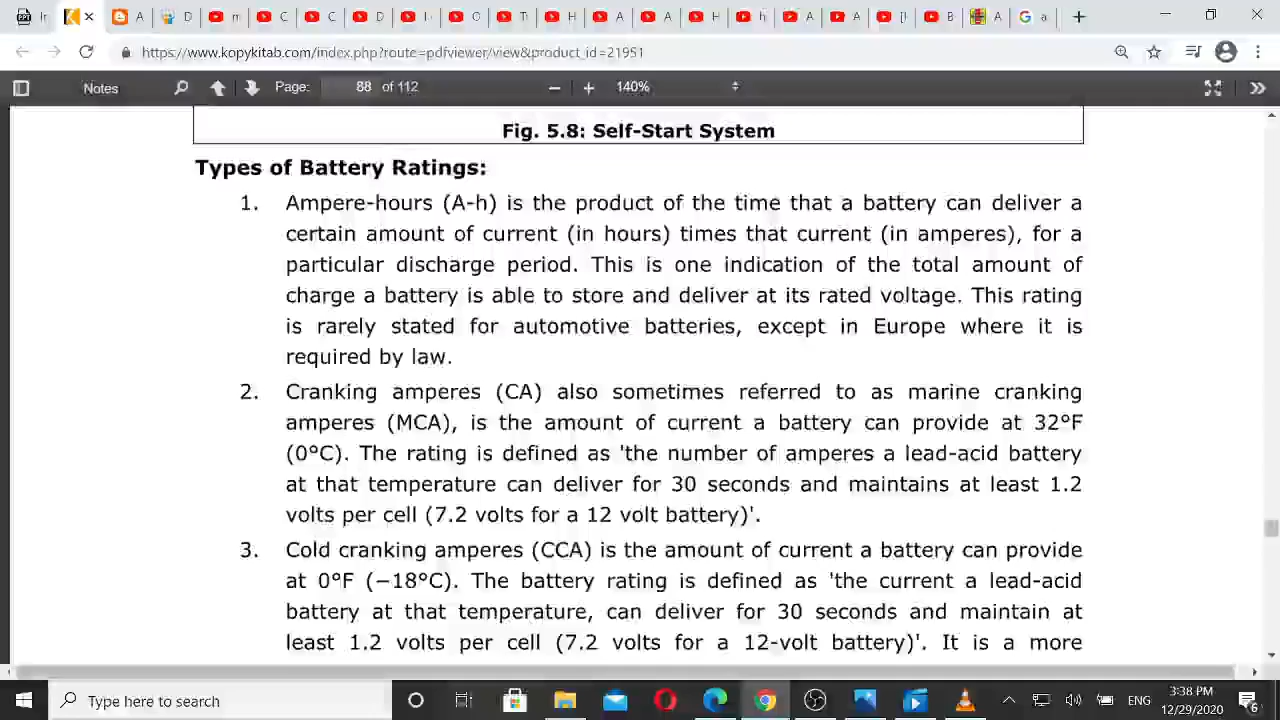 https://www.kopykitab.com/index.php?route=pdfviewer/view&product_id=21951
Notes
Page: 88 of 112
140%
Fig. 5.8: Self-Start System
Types of Battery Ratings:
1. Ampere-hours (A-h) is the product of the time that a battery can deliver a
certain amount of current (in hours) times that current (in amperes), for a
particular discharge period. This is one indication of the total amount of
charge a battery is able to store and deliver at its rated voltage. This rating
is rarely stated for automotive batteries, except in Europe where it is
required by law.
2. Cranking amperes (CA) also sometimes referred to as marine cranking
amperes (MCA), is the amount of current a battery can provide at 32°F
(0°C). The rating is defined as 'the number of amperes a lead-acid battery
at that temperature can deliver for 30 seconds and maintains at least 1.2
volts per cell (7.2 volts for a 12 volt battery)'.
3. Cold cranking amperes (CCA) is the amount of current a battery can provide
at 0°F (−18°C). The battery rating is defined as 'the current a lead-acid
battery at that temperature, can deliver for 30 seconds and maintain at
least 1.2 volts per cell (7.2 volts for a 12-volt battery)'. It is a more
Type here to search
ENG
3:38 PM
12/29/2020
6